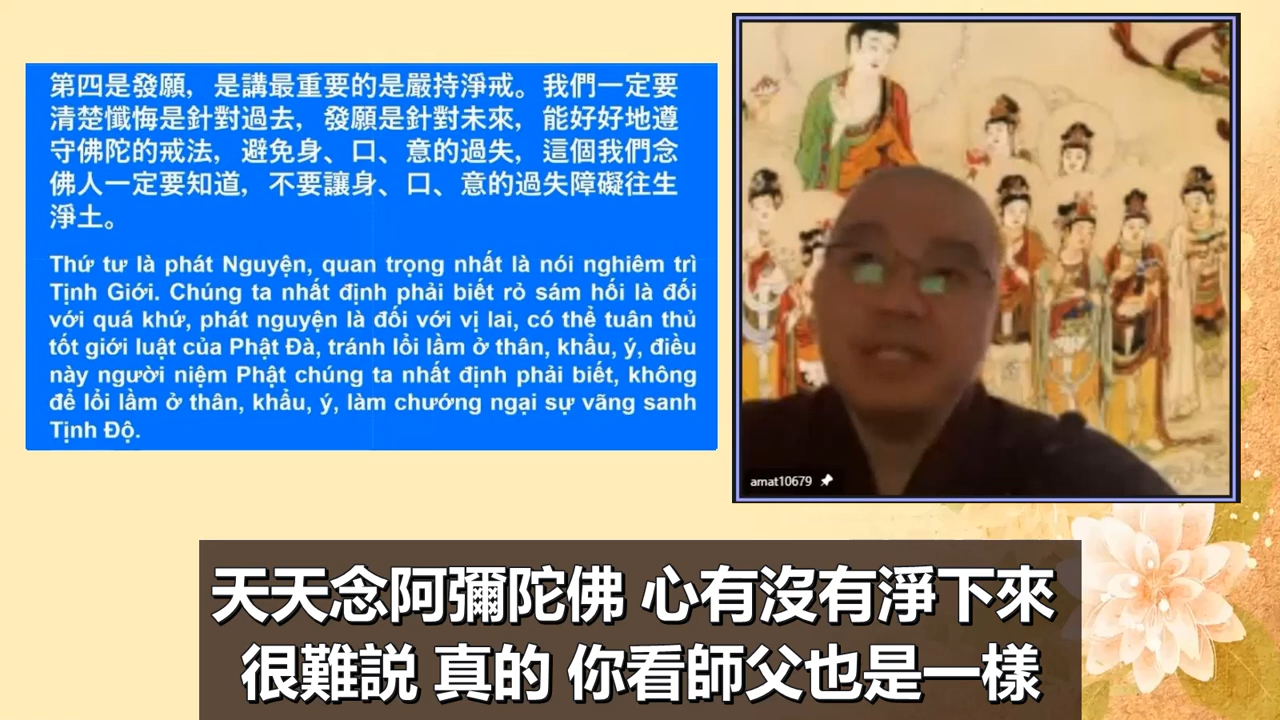 第四是發願，是講最重要的是嚴持淨戒。我們一定要
清楚懺悔是針對過去，發願是針對未來，能好好地遵
守佛陀的戒法，避免身、口、意的過失，這個我們念
佛人一定要知道，不要讓身、口、意的過失障礙往生
淨土。
Thứ tư là phát Nguyện, quan trọng nhất là nói nghiêm trì
Tịnh Giới. Chúng ta nhất định phải biết rỏ sám hối là đối
với quá khứ, phát nguyện là đối với vị lai, có thể tuân thủ
tốt giới luật của Phật Đà, tránh lổi lầm ở thân, khẩu, ý, điều
này người niệm Phật chúng ta nhất định phải biết, không
để lổi lầm ở thân, khẩu, ý, làm chướng ngại sự vãng sanh
Tịnh Độ.
amat10679
天天念阿彌陀佛 心有沒有淨下來
很難説 真的 你看師父也是一樣